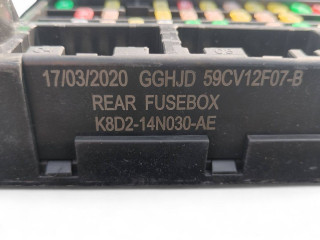 17/03/2020 GGHJD 59CV12F07-B
REAR FUSEBOX
K8D2-14N030-AE